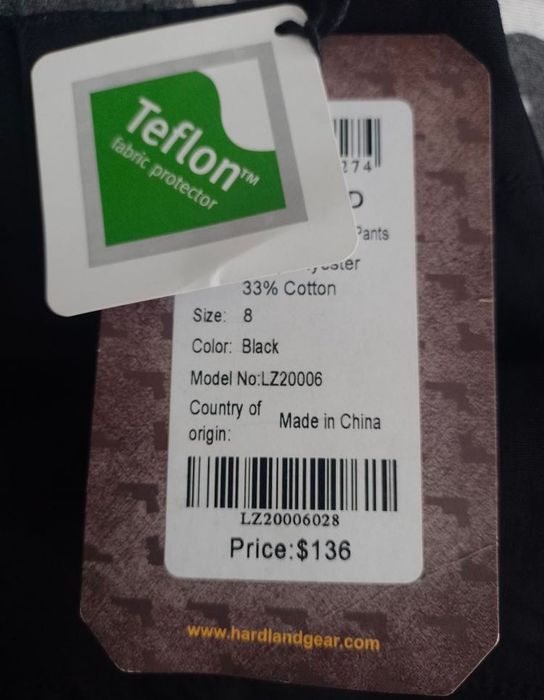 Teflon™
fabric protector
274
D
Pants
yester
33% Cotton
Size: 8
Color: Black
Model No:LZ20006
Country of origin: Made in China
LZ20006028
Price:$136
www.hardlandgear.com